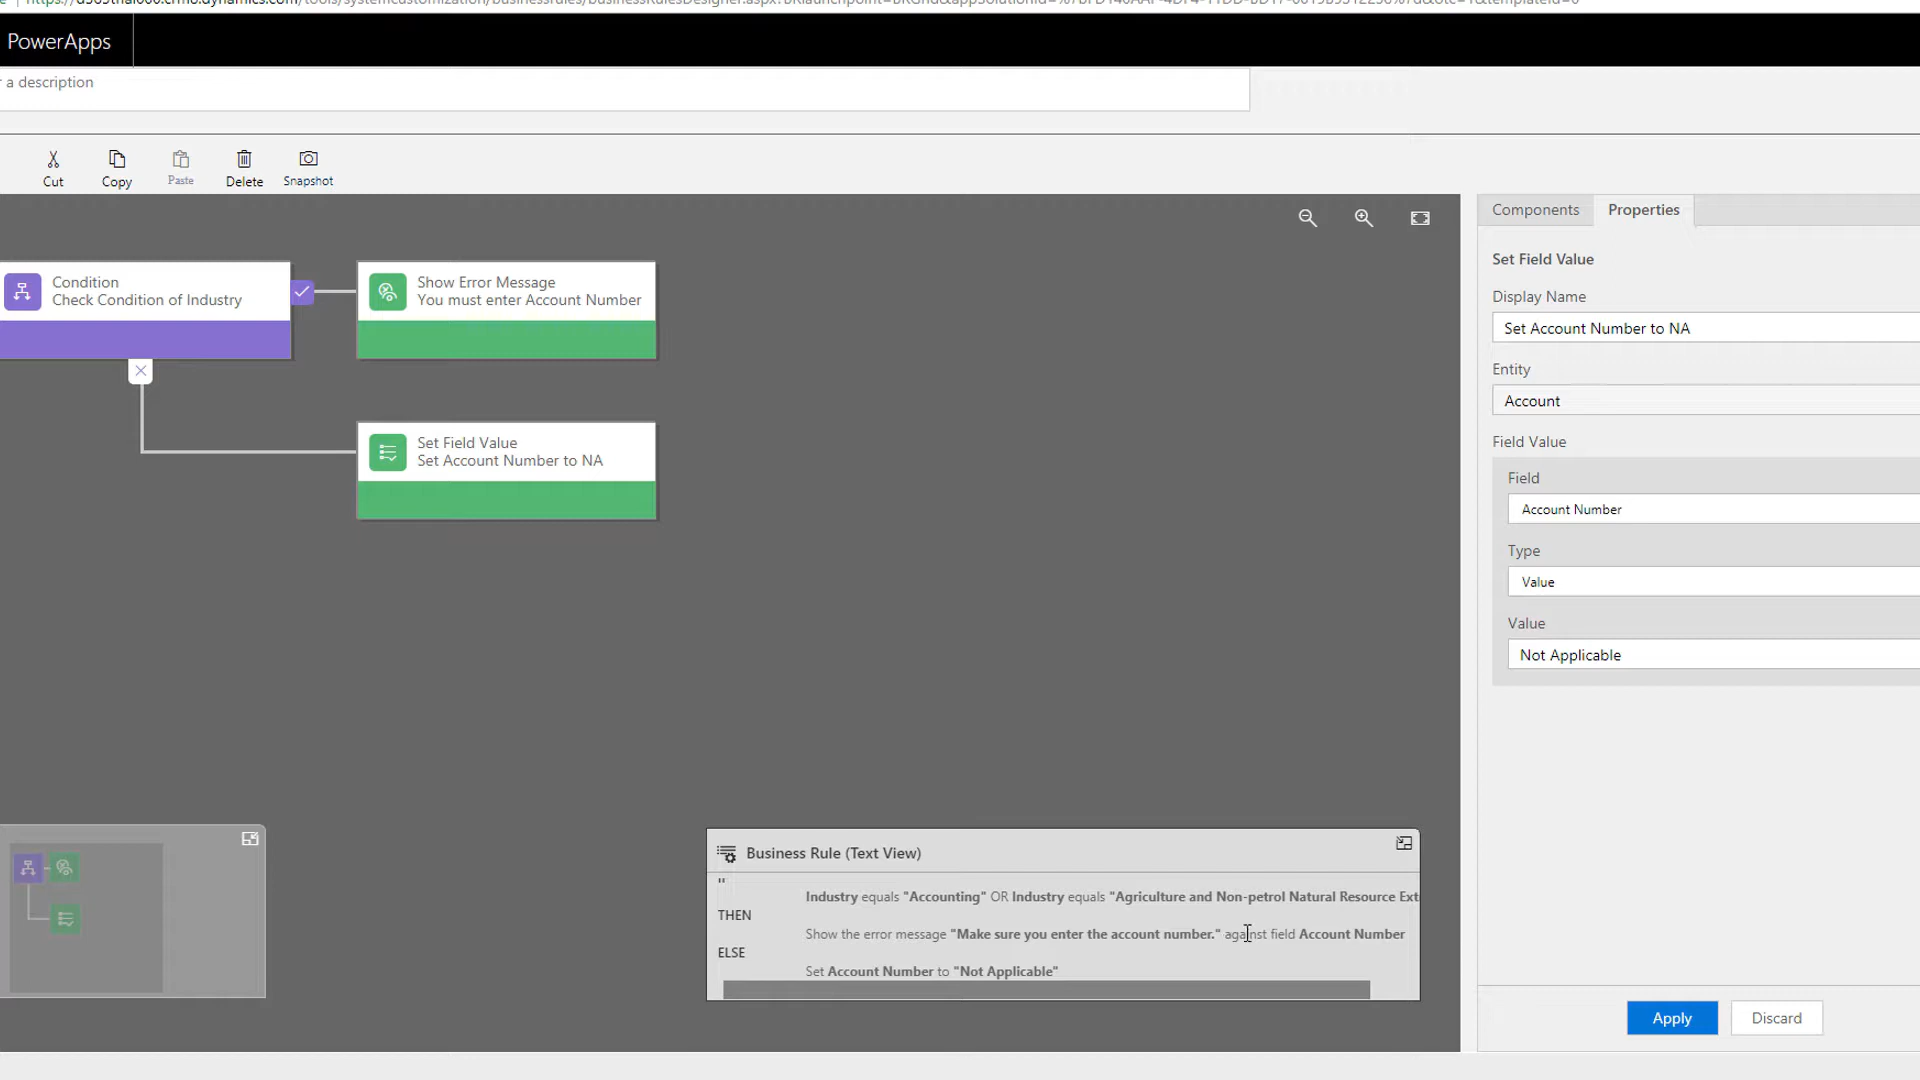 PowerApps
r a description
Cut
Copy
Paste
Delete
Snapshot
Components
Properties
Condition
Check Condition of Industry
Show Error Message
You must enter Account Number
Set Field Value
Set Account Number to NA
Set Field Value
Display Name
Set Account Number to NA
Entity
Account
Field Value
Field
Account Number
Type
Value
Value
Not Applicable
Business Rule (Text View)
Industry equals "Accounting" OR Industry equals "Agriculture and Non-petrol Natural Resource Ext
THEN
Show the error message "Make sure you enter the account number." against field Account Number
ELSE
Set Account Number to "Not Applicable"
Apply
Discard